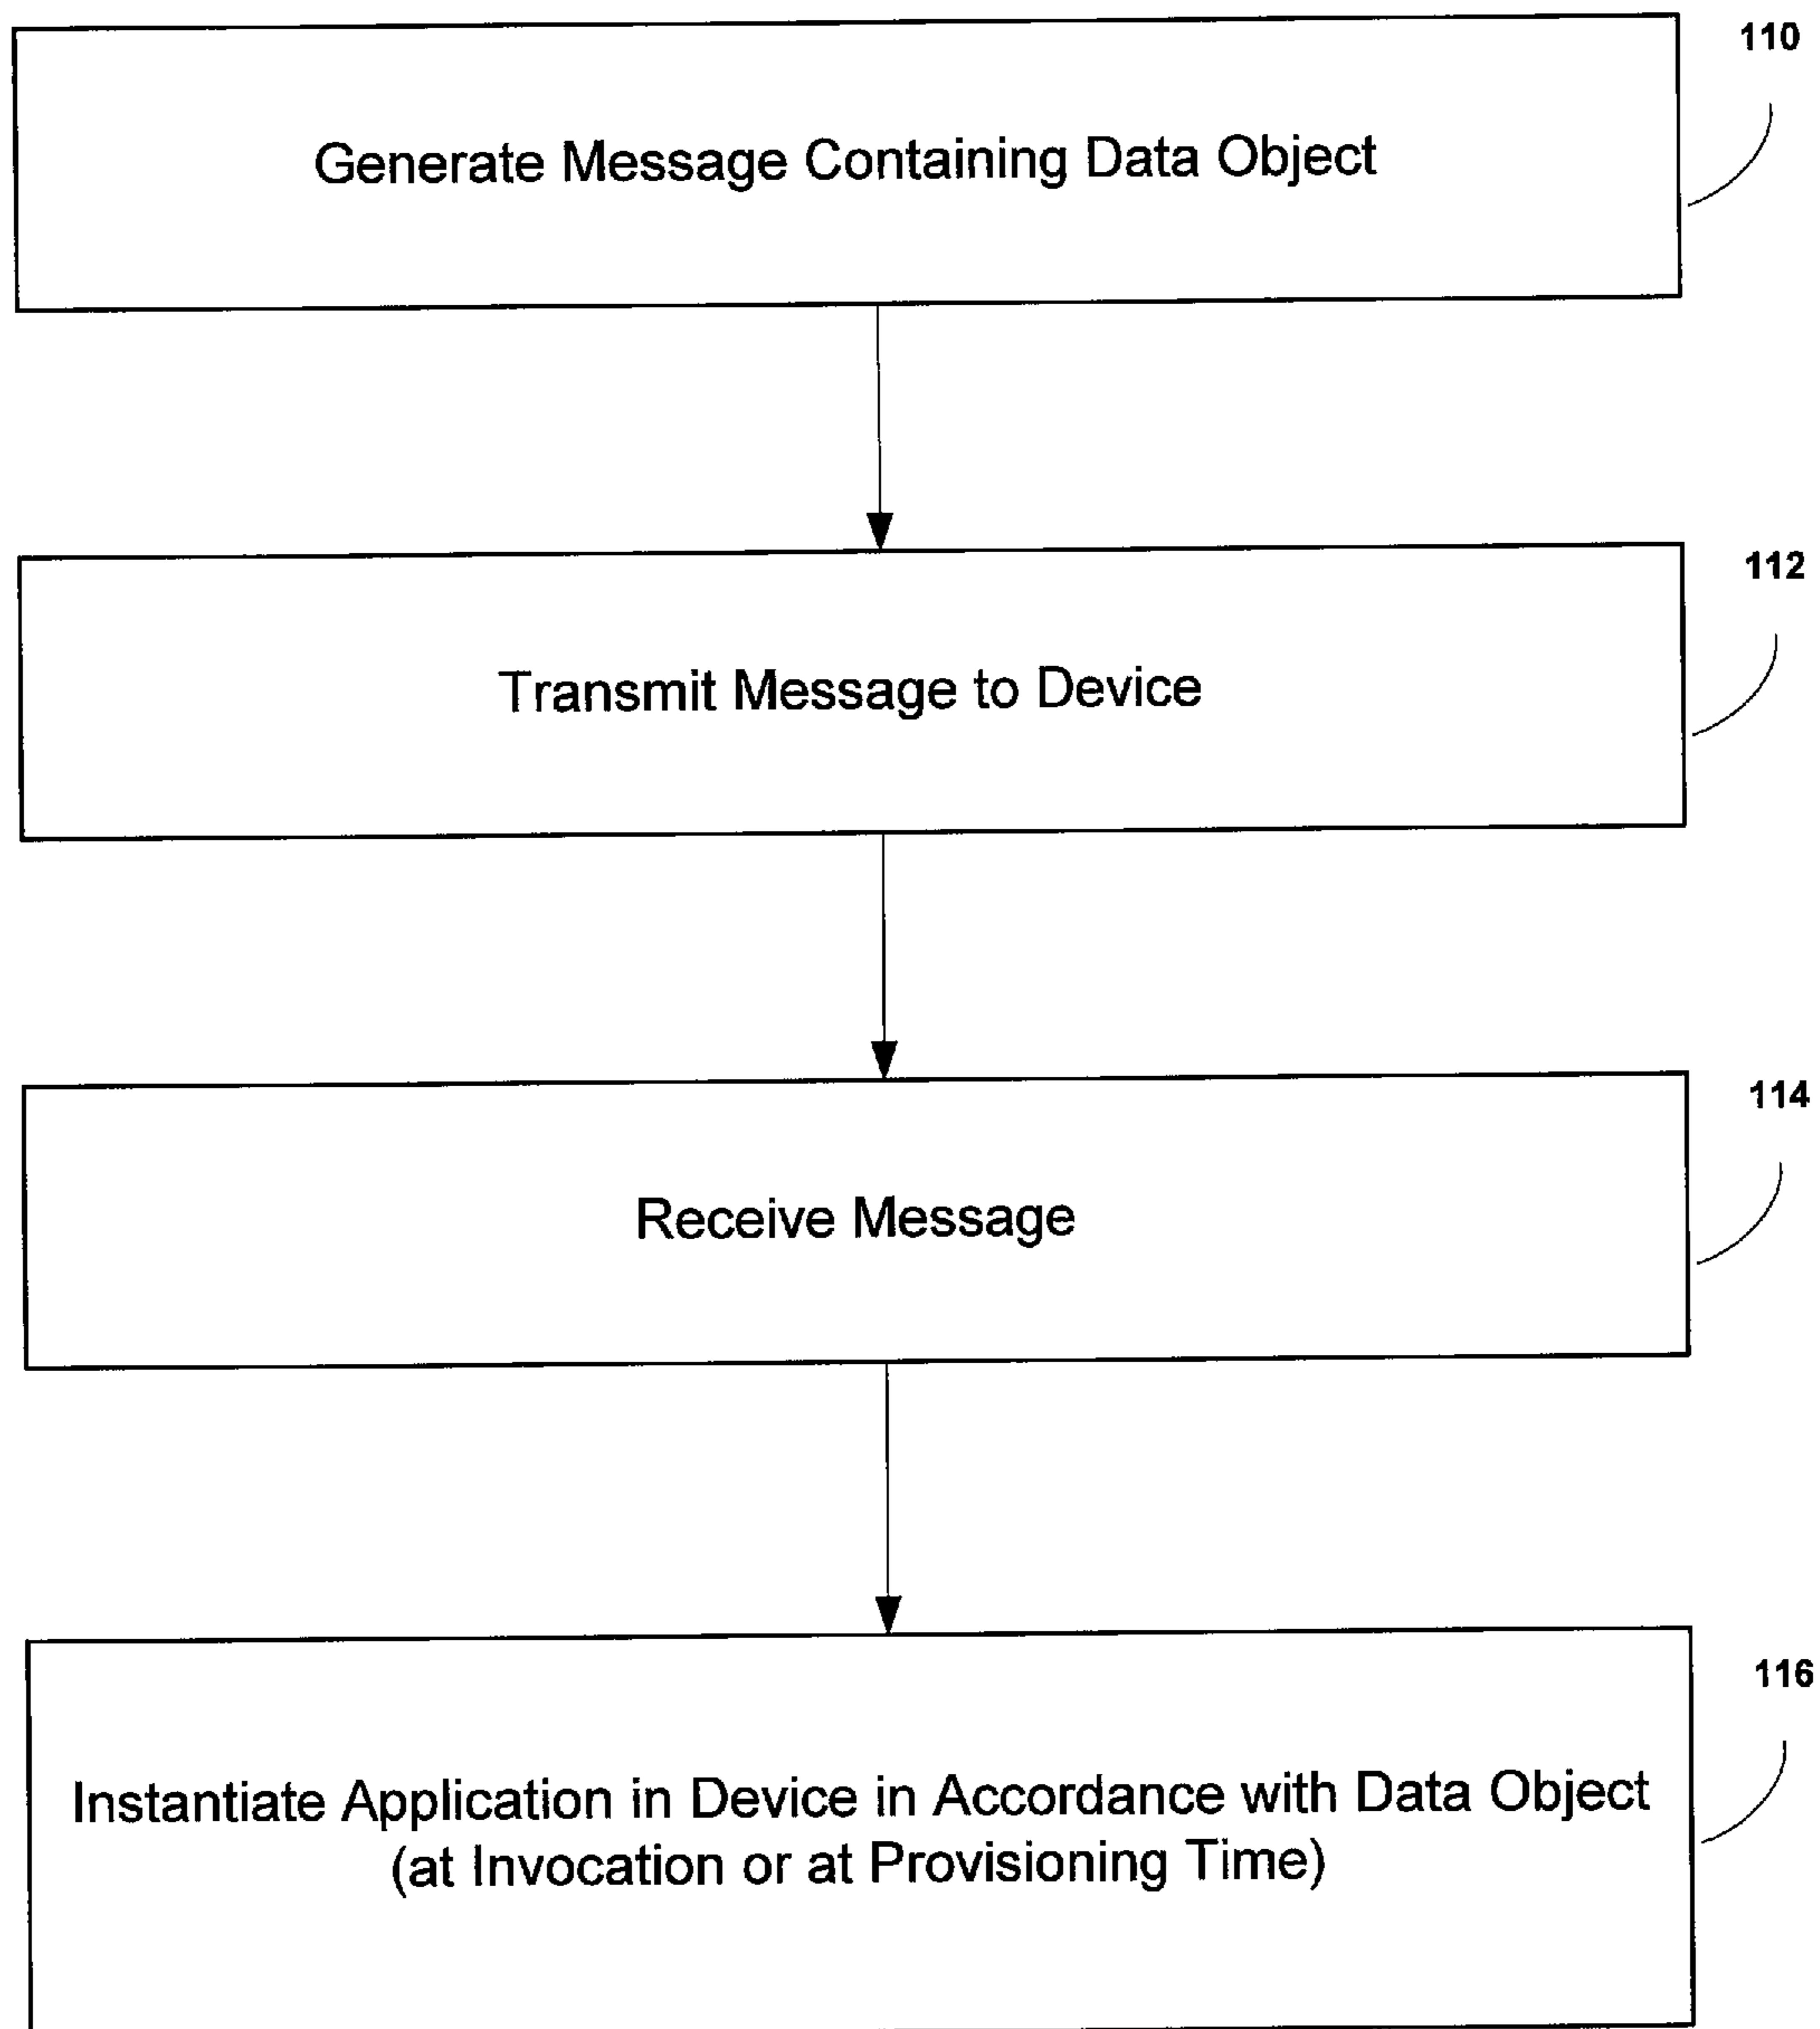 110
Generate Message Containing Data Object
112
Transmit Message to Device
114
Receive Message
116
Instantiate Application in Device in Accordance with Data Object
(at Invocation or at Provisioning Time)